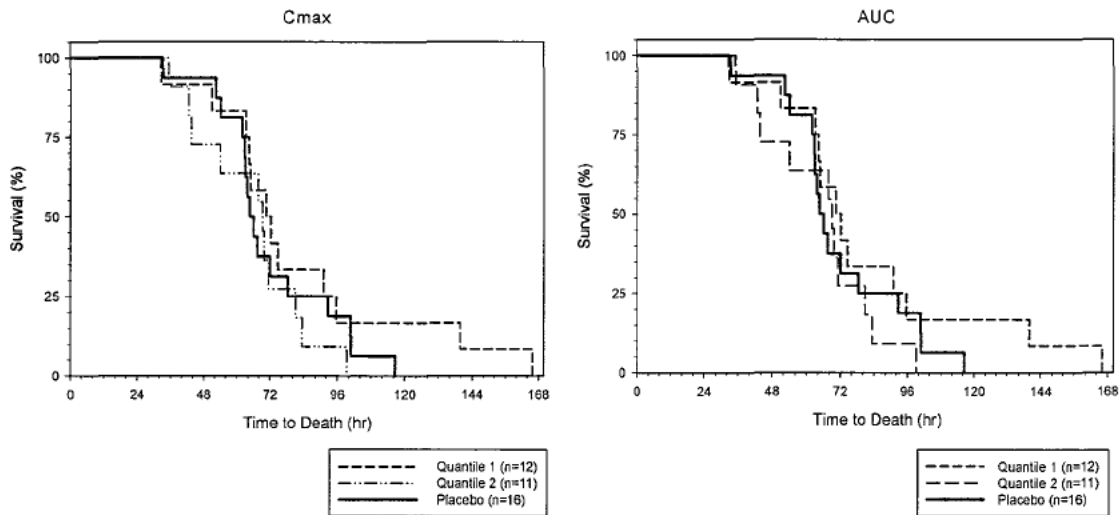 Cmax
100
75
50
25
0
Survival (%)
0 24 48 72 96 120 144 168
Time to Death (hr)
Quantile 1 (n=12)
Quantile 2 (n=11)
Placebo (n=16)
AUC
100
75
50
25
0
Survival (%)
0 24 48 72 96 120 144 168
Time to Death (hr)
Quantile 1 (n=12)
Quantile 2 (n=11)
Placebo (n=16)